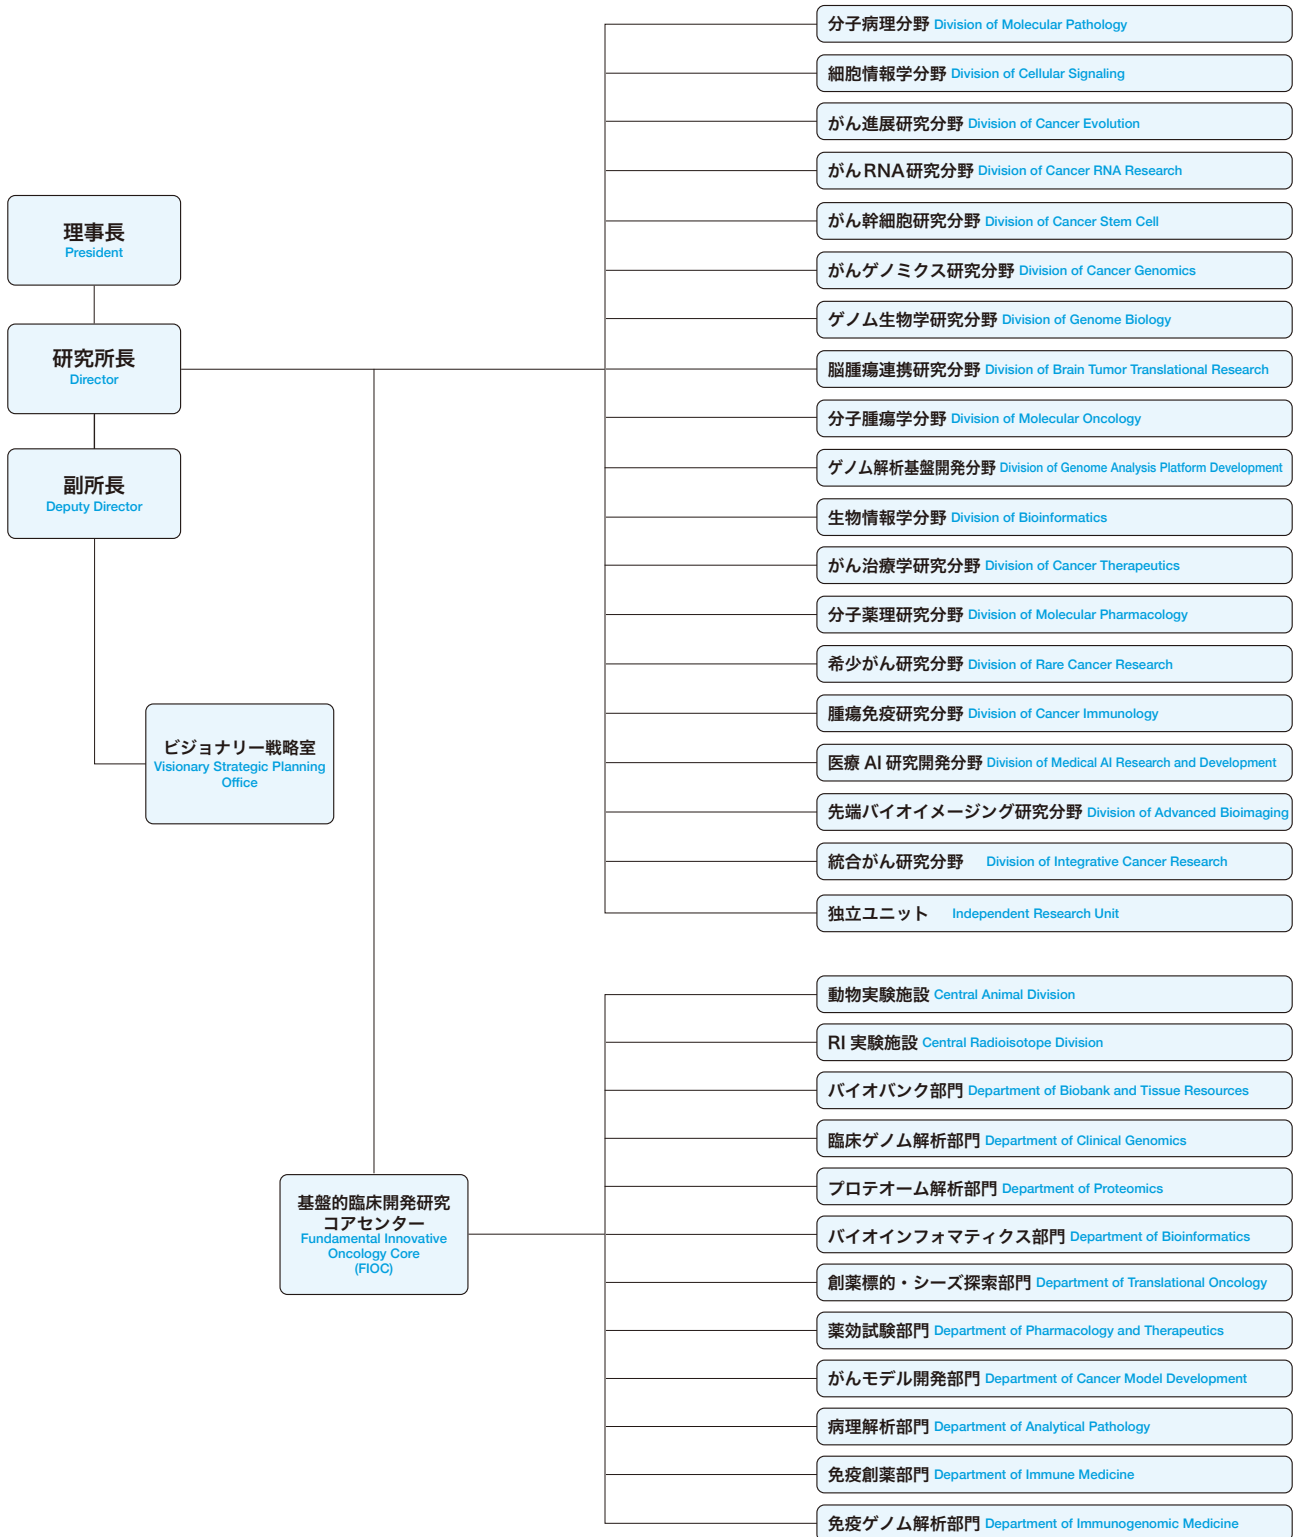 理事長
President
研究所長
Director
副所長
Deputy Director
ビジョナリー戦略室
Visionary Strategic Planning
Office
分子病理分野 Division of Molecular Pathology
細胞情報学分野 Division of Cellular Signaling
がん進展研究分野 Division of Cancer Evolution
がんRNA研究分野 Division of Cancer RNA Research
がん幹細胞研究分野 Division of Cancer Stem Cell
がんゲノミクス研究分野 Division of Cancer Genomics
ゲノム生物学研究分野 Division of Genome Biology
脳腫瘍連携研究分野 Division of Brain Tumor Translational Research
分子腫瘍学分野 Division of Molecular Oncology
ゲノム解析基盤開発分野 Division of Genome Analysis Platform Development
生物情報学分野 Division of Bioinformatics
がん治療学研究分野 Division of Cancer Therapeutics
分子薬理研究分野 Division of Molecular Pharmacology
希少がん研究分野 Division of Rare Cancer Research
腫瘍免疫研究分野 Division of Cancer Immunology
医療 AI 研究開発分野 Division of Medical AI Research and Development
先端バイオイメージング研究分野 Division of Advanced Bioimaging
統合がん研究分野 Division of Integrative Cancer Research
独立ユニット Independent Research Unit
基盤的臨床開発研究
コアセンター
Fundamental Innovative
Oncology Core
(FIOC)
動物実験施設 Central Animal Division
RI 実験施設 Central Radioisotope Division
バイオバンク部門 Department of Biobank and Tissue Resources
臨床ゲノム解析部門 Department of Clinical Genomics
プロテオーム解析部門 Department of Proteomics
バイオインフォマティクス部門 Department of Bioinformatics
創薬標的・シーズ探索部門 Department of Translational Oncology
薬効試験部門 Department of Pharmacology and Therapeutics
がんモデル開発部門 Department of Cancer Model Development
病理解析部門 Department of Analytical Pathology
免疫創薬部門 Department of Immune Medicine
免疫ゲノム解析部門 Department of Immunogenomic Medicine